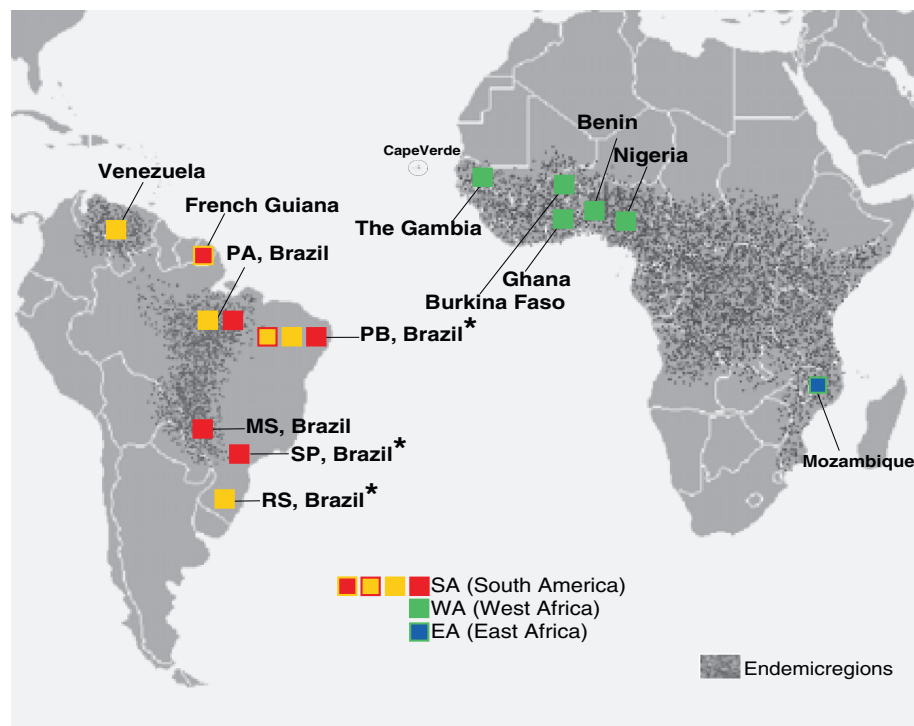 Benin
CapeVerde
Nigeria
Venezuela
French Guiana
The Gambia
PA, Brazil
Ghana
Burkina Faso
PB, Brazil*
MS, Brazil
SP, Brazil*
Mozambique
RS, Brazil*
SA (South America)
WA (West Africa)
EA (East Africa)
Endemicregions